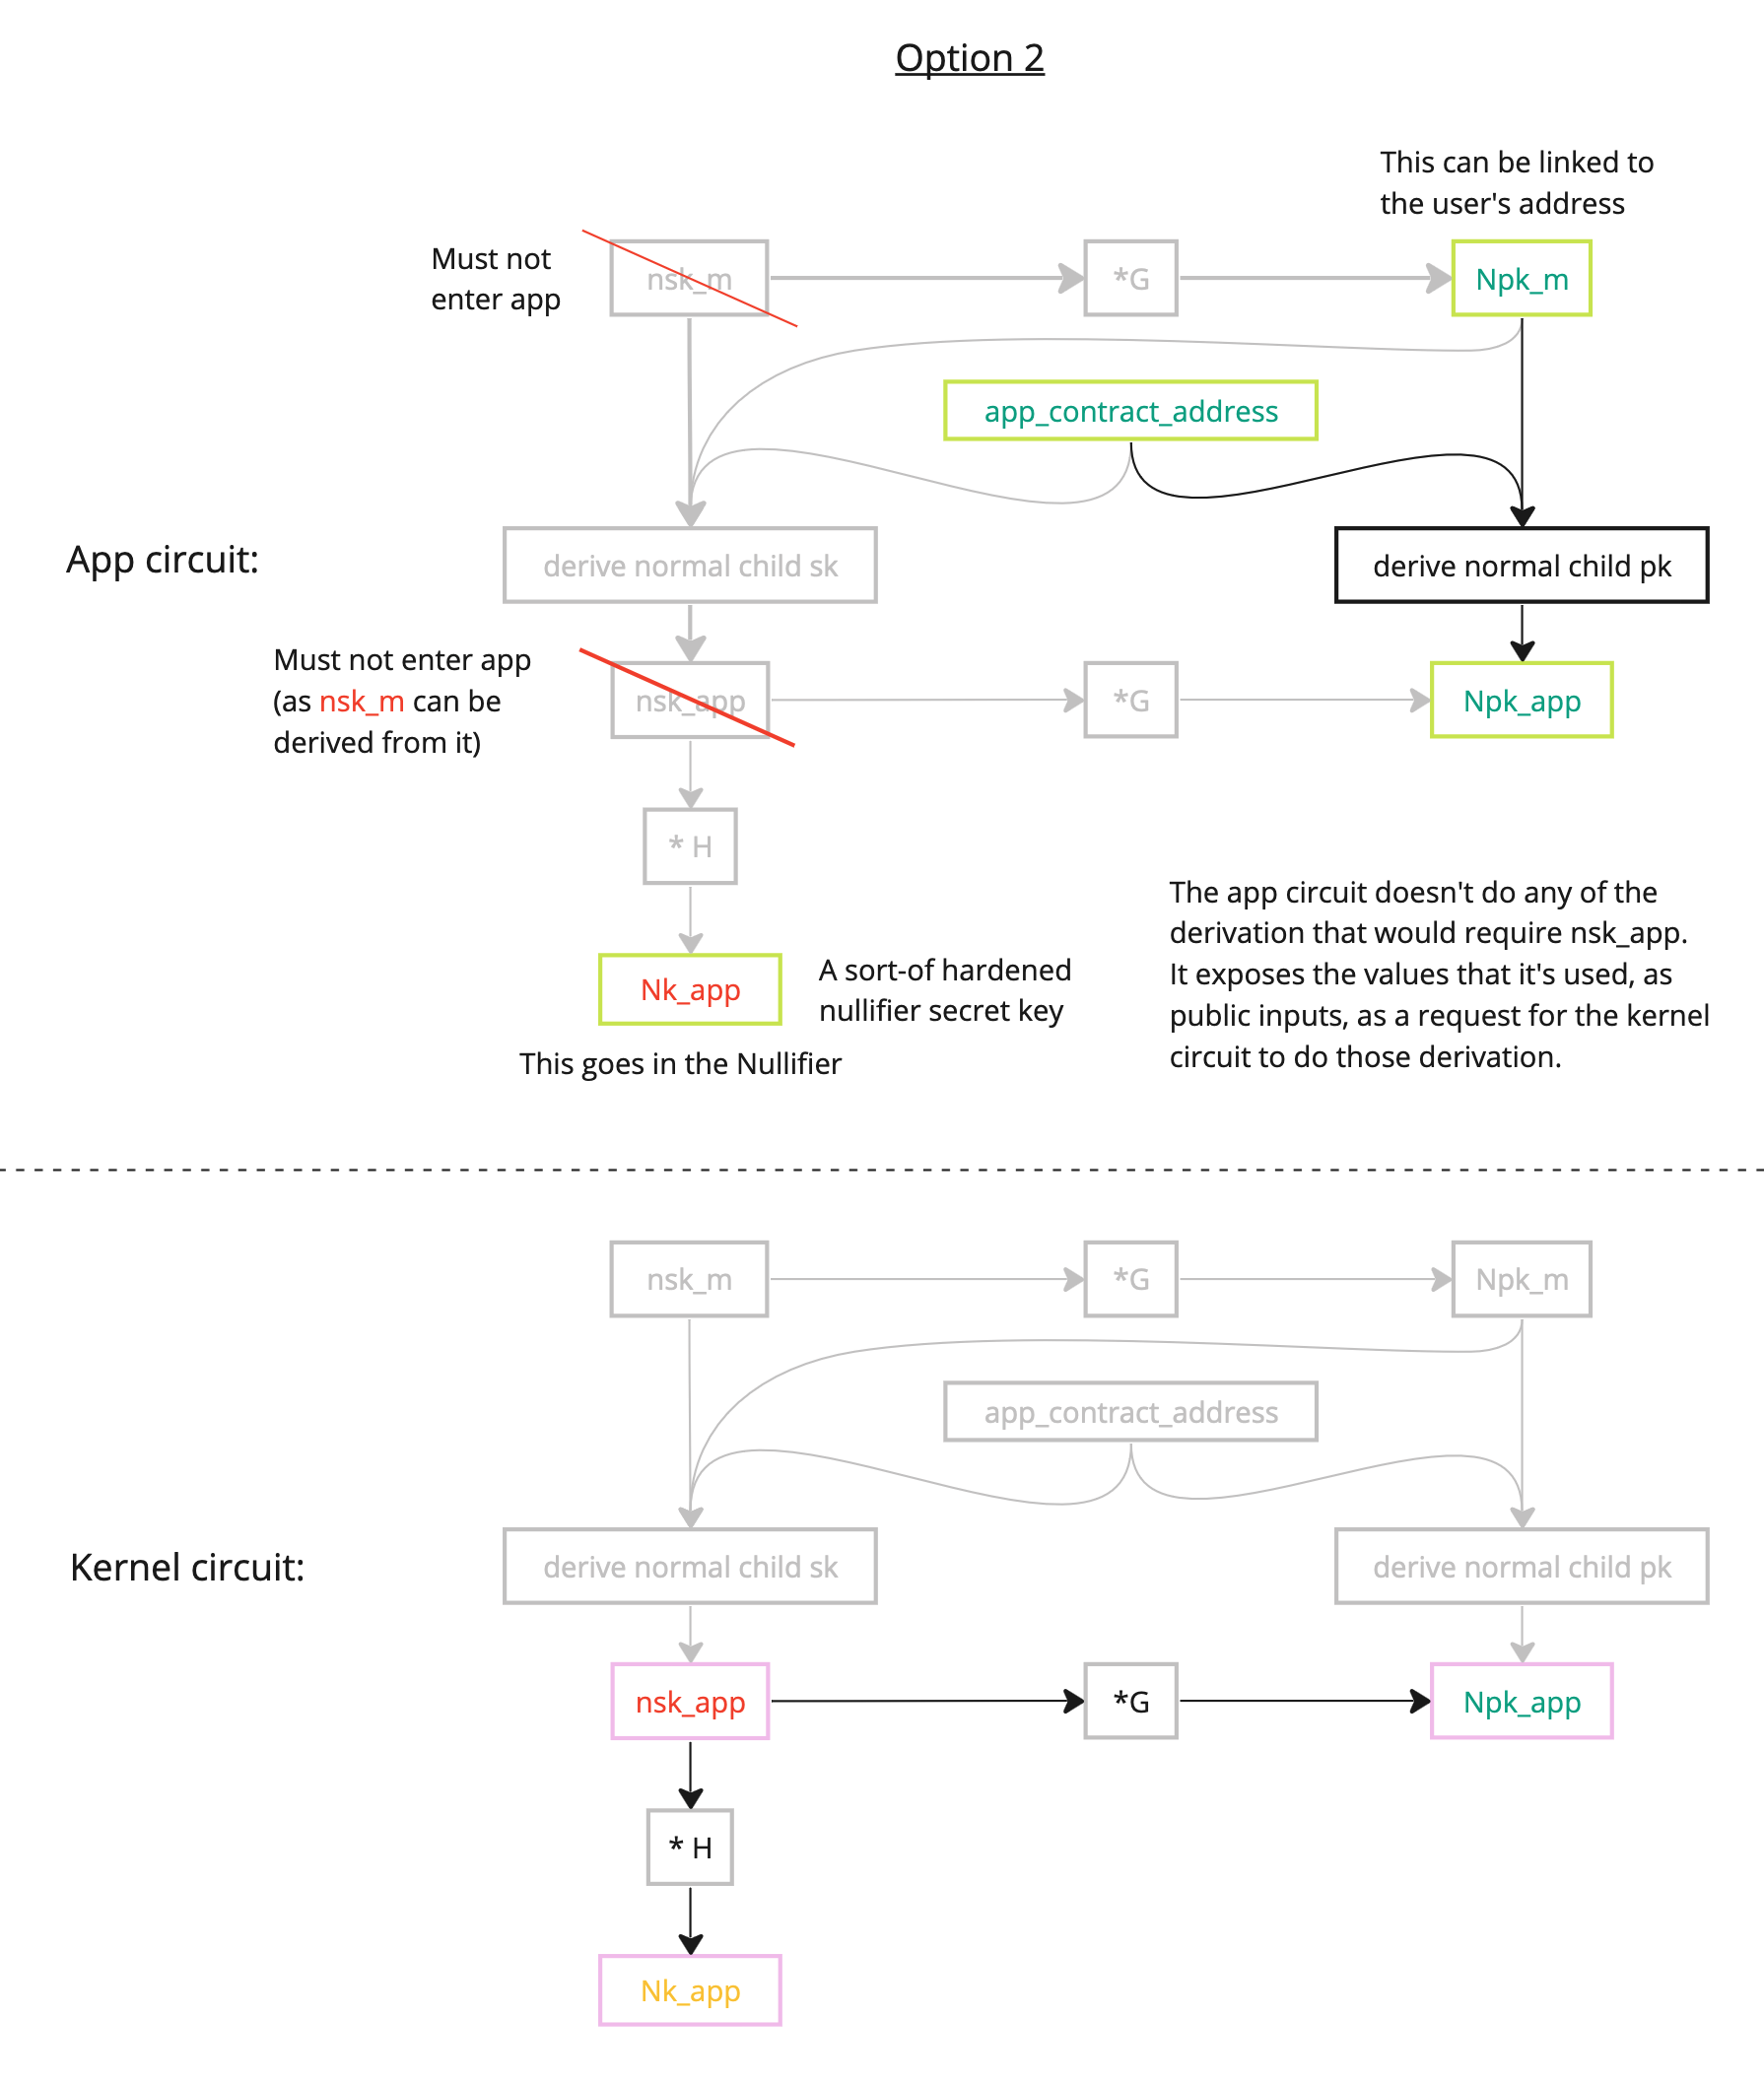 Option 2
This can be linked to
the user's address
Must not
enter app
nsk_m
*G
Npk_m
app_contract_address
App circuit:
derive normal child sk
derive normal child pk
Must not enter app
(as nsk_m can be
derived from it)
nsk_app
*G
Npk_app
* H
The app circuit doesn't do any of the
derivation that would require nsk_app.
It exposes the values that it's used, as
public inputs, as a request for the kernel
circuit to do those derivation.
Nk_app
A sort-of hardened
nullifier secret key
This goes in the Nullifier
nsk_m
*G
Npk_m
app_contract_address
Kernel circuit:
derive normal child sk
derive normal child pk
nsk_app
*G
Npk_app
* H
Nk_app